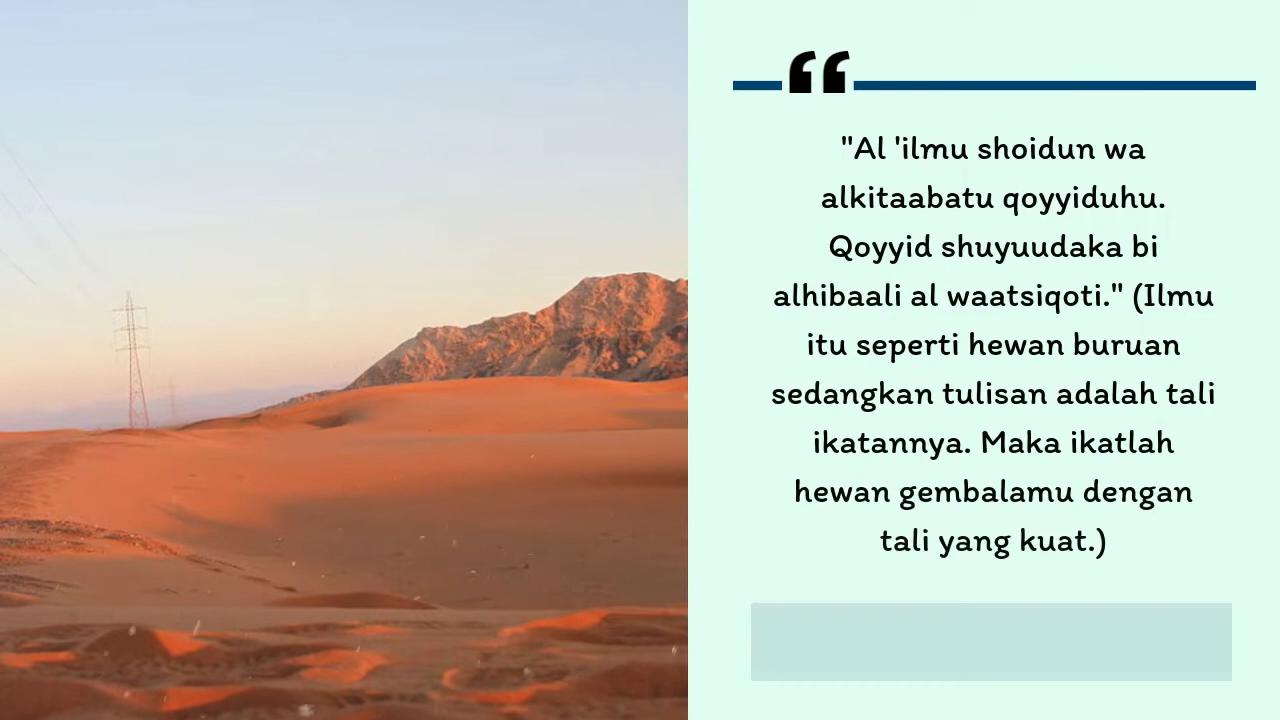 "Al 'ilmu shoidun wa
alkitaabatu qoyyiduhu.
Qoyyid shuyuudaka bi
alhibaali al waatsiqoti." (Ilmu
itu seperti hewan buruan
sedangkan tulisan adalah tali
ikatannya. Maka ikatlah
hewan gembalamu dengan
tali yang kuat.)